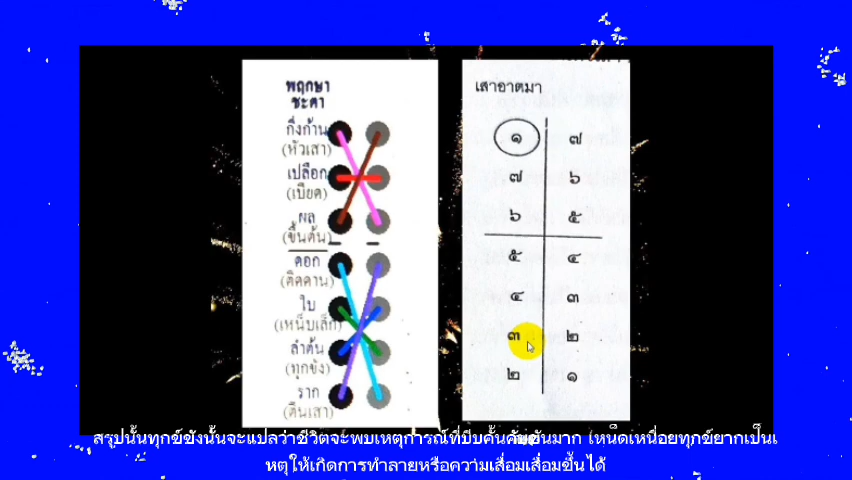 พฤกษา
ชะตา
กิ่งก้าน
(หัวเสา)
เปลือก
(เบียด)
ผล
(ขึ้นต้น)
ดอก
(ติดดาน)
ใบ
(เหน็บเล็ก)
ลำต้น
(ทุกขัง)
ราก
(ตีนเสา)
เสาอาตมา
๑ ๗
๗ ๖
๖ ๕
๕ ๔
๔ ๓
๓ ๒
๒ ๑
สรุปนั้นทุกข์ขังนั้นจะแปลว่าชีวิตจะพบเหตุการณ์ที่บีบคั้นคับขันมาก เหน็ดเหนื่อยทุกข์ยากเป็นเ
หตุให้เกิดการทำลายหรือความเสื่อมเสื่อมขึ้นได้